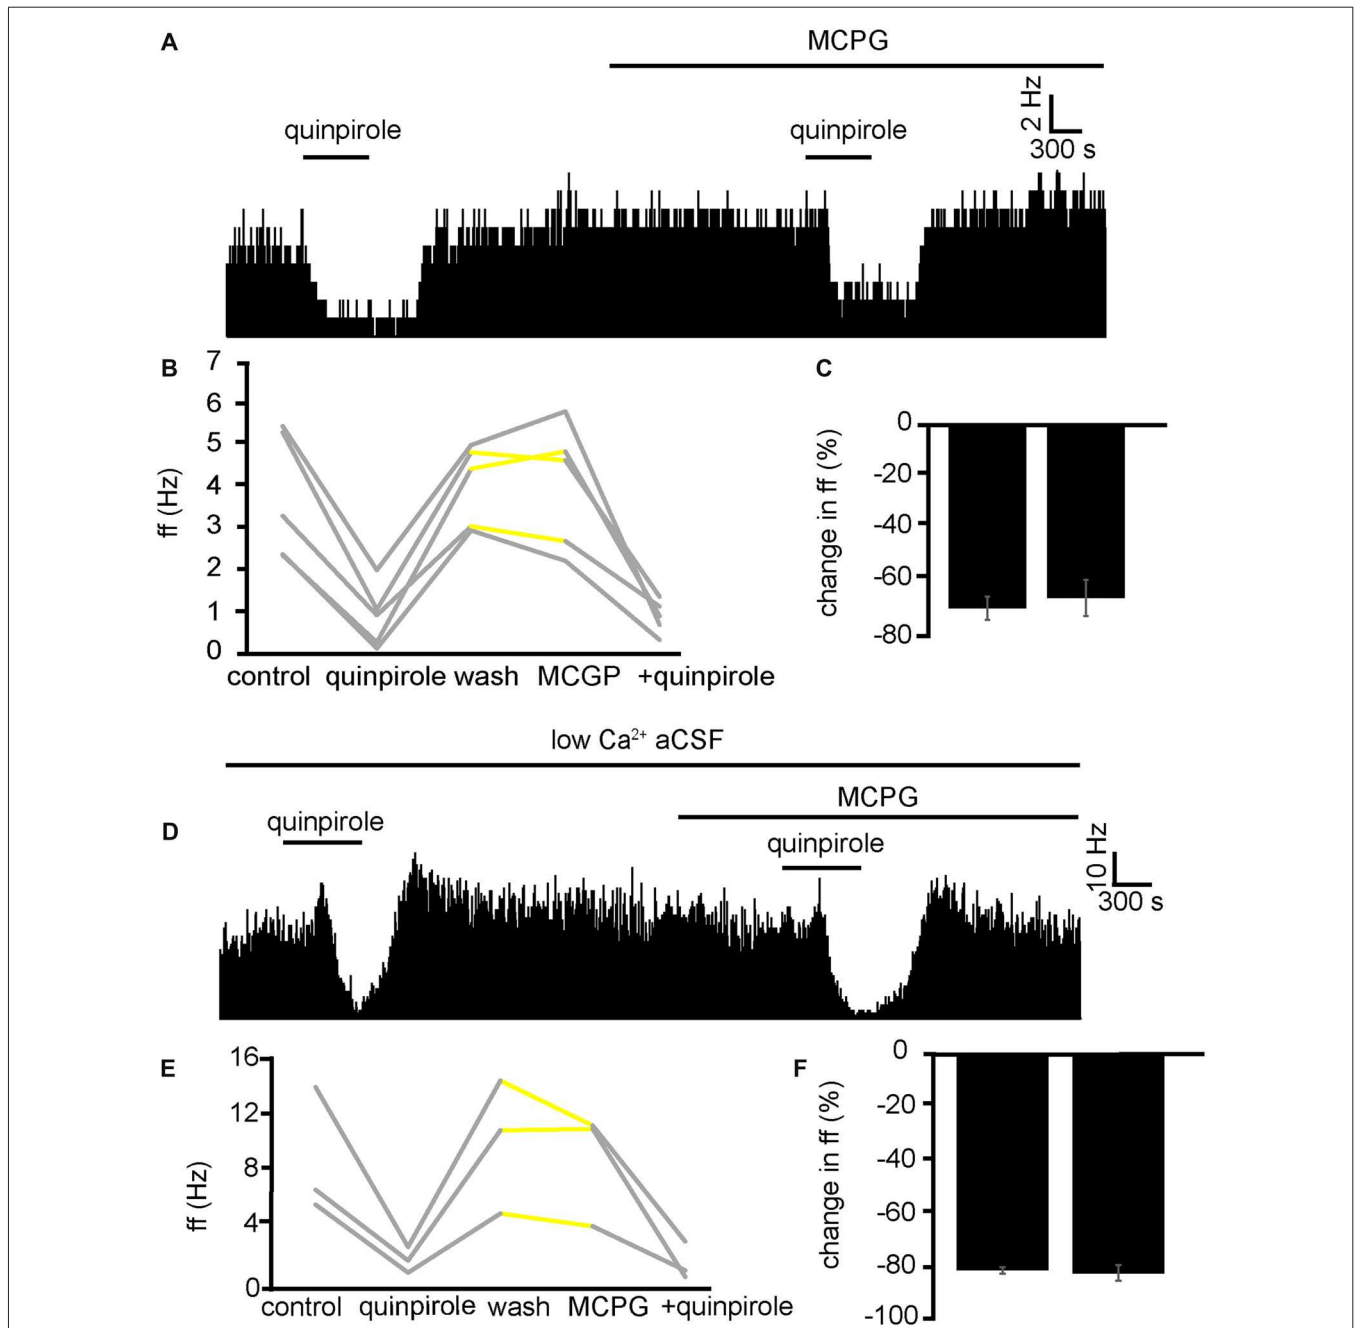 A
MCPG
2 Hz
300 s
quinpirole
quinpirole
B
7
6
5
4
3
2
1
0
ff (Hz)
control quinpirole wash MCGP +quinpirole
C
0
-20
-40
-60
-80
change in ff (%)
low Ca²⁺ aCSF
MCPG
D
quinpirole
quinpirole
10 Hz
300 s
E
16
12
8
4
0
ff (Hz)
control quinpirole wash MCPG +quinpirole
F
0
-20
-40
-60
-80
-100
change in ff (%)